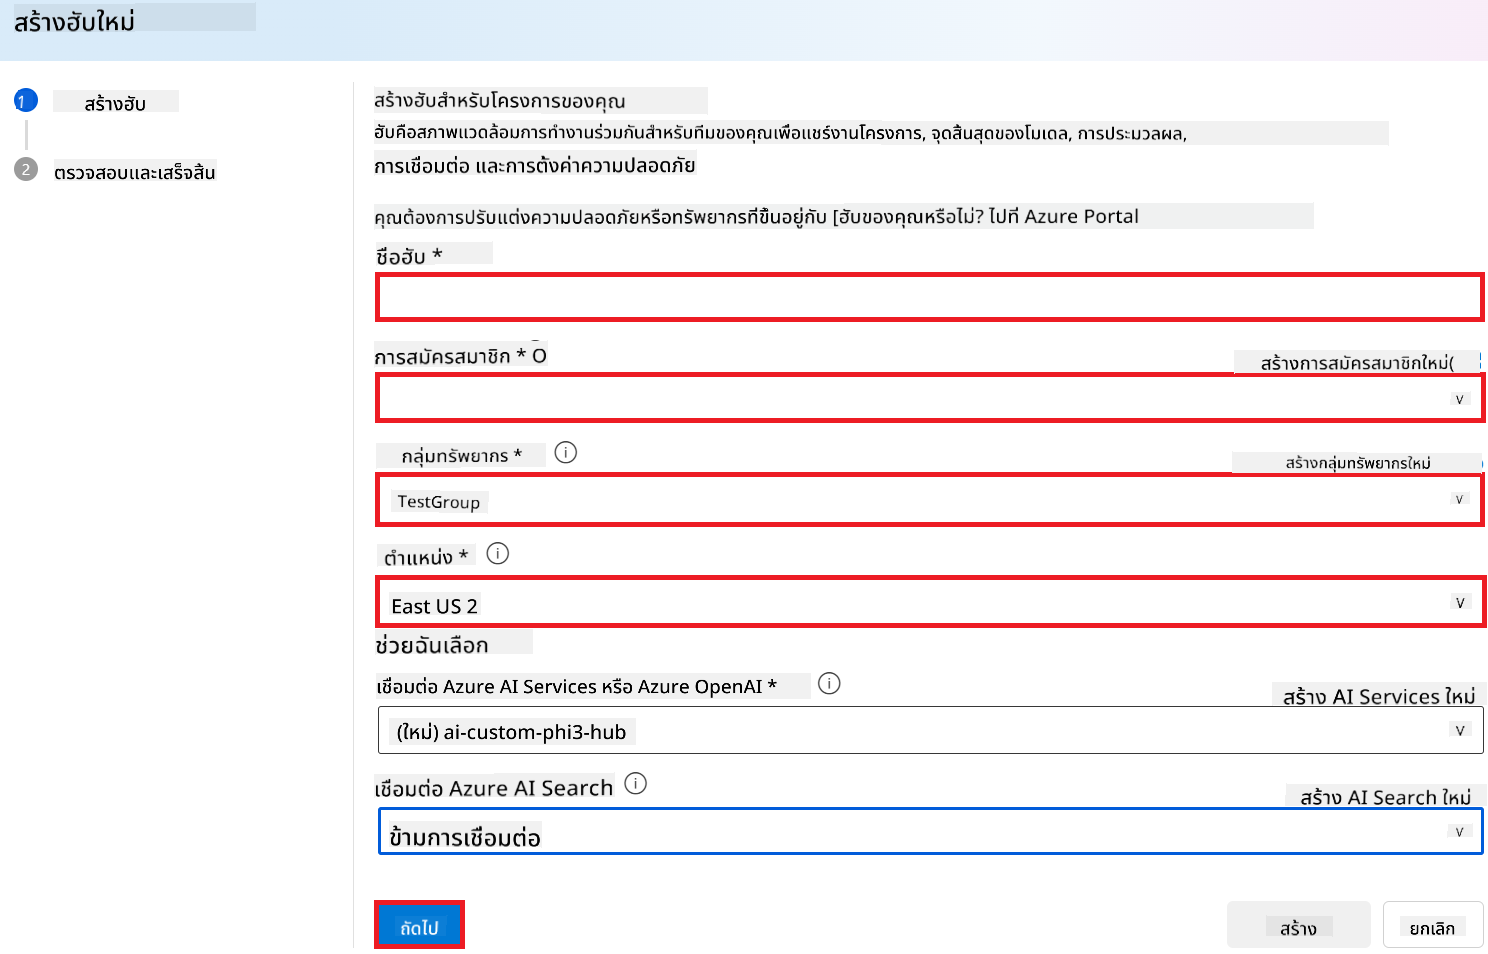 สร้างฮับใหม่
1 สร้างฮับ
2 ตรวจสอบและเสร็จสิ้น
สร้างฮับสำหรับโครงการของคุณ
ฮับคือสภาพแวดล้อมการทำงานร่วมกันสำหรับทีมของคุณเพื่อแชร์งานโครงการ, จุดสิ้นสุดของโมเดล, การประมวลผล,
การเชื่อมต่อ และการตั้งค่าความปลอดภัย
คุณต้องการปรับแต่งความปลอดภัยหรือทรัพยากรที่ขึ้นอยู่กับ [ฮับของคุณหรือไม่? ไปที่ Azure Portal
ชื่อฮับ *
การสมัครสมาชิก * O
สร้างการสมัครสมาชิกใหม่(
v
กลุ่มทรัพยากร * i
สร้างกลุ่มทรัพยากรใหม่
TestGroup v
ตำแหน่ง * i
East US 2 v
ช่วยฉันเลือก
เชื่อมต่อ Azure AI Services หรือ Azure OpenAI * i
สร้าง AI Services ใหม่
(ใหม่) ai-custom-phi3-hub v
เชื่อมต่อ Azure AI Search i
สร้าง AI Search ใหม่
ข้ามการเชื่อมต่อ v
ถัดไป สร้าง ยกเลิก